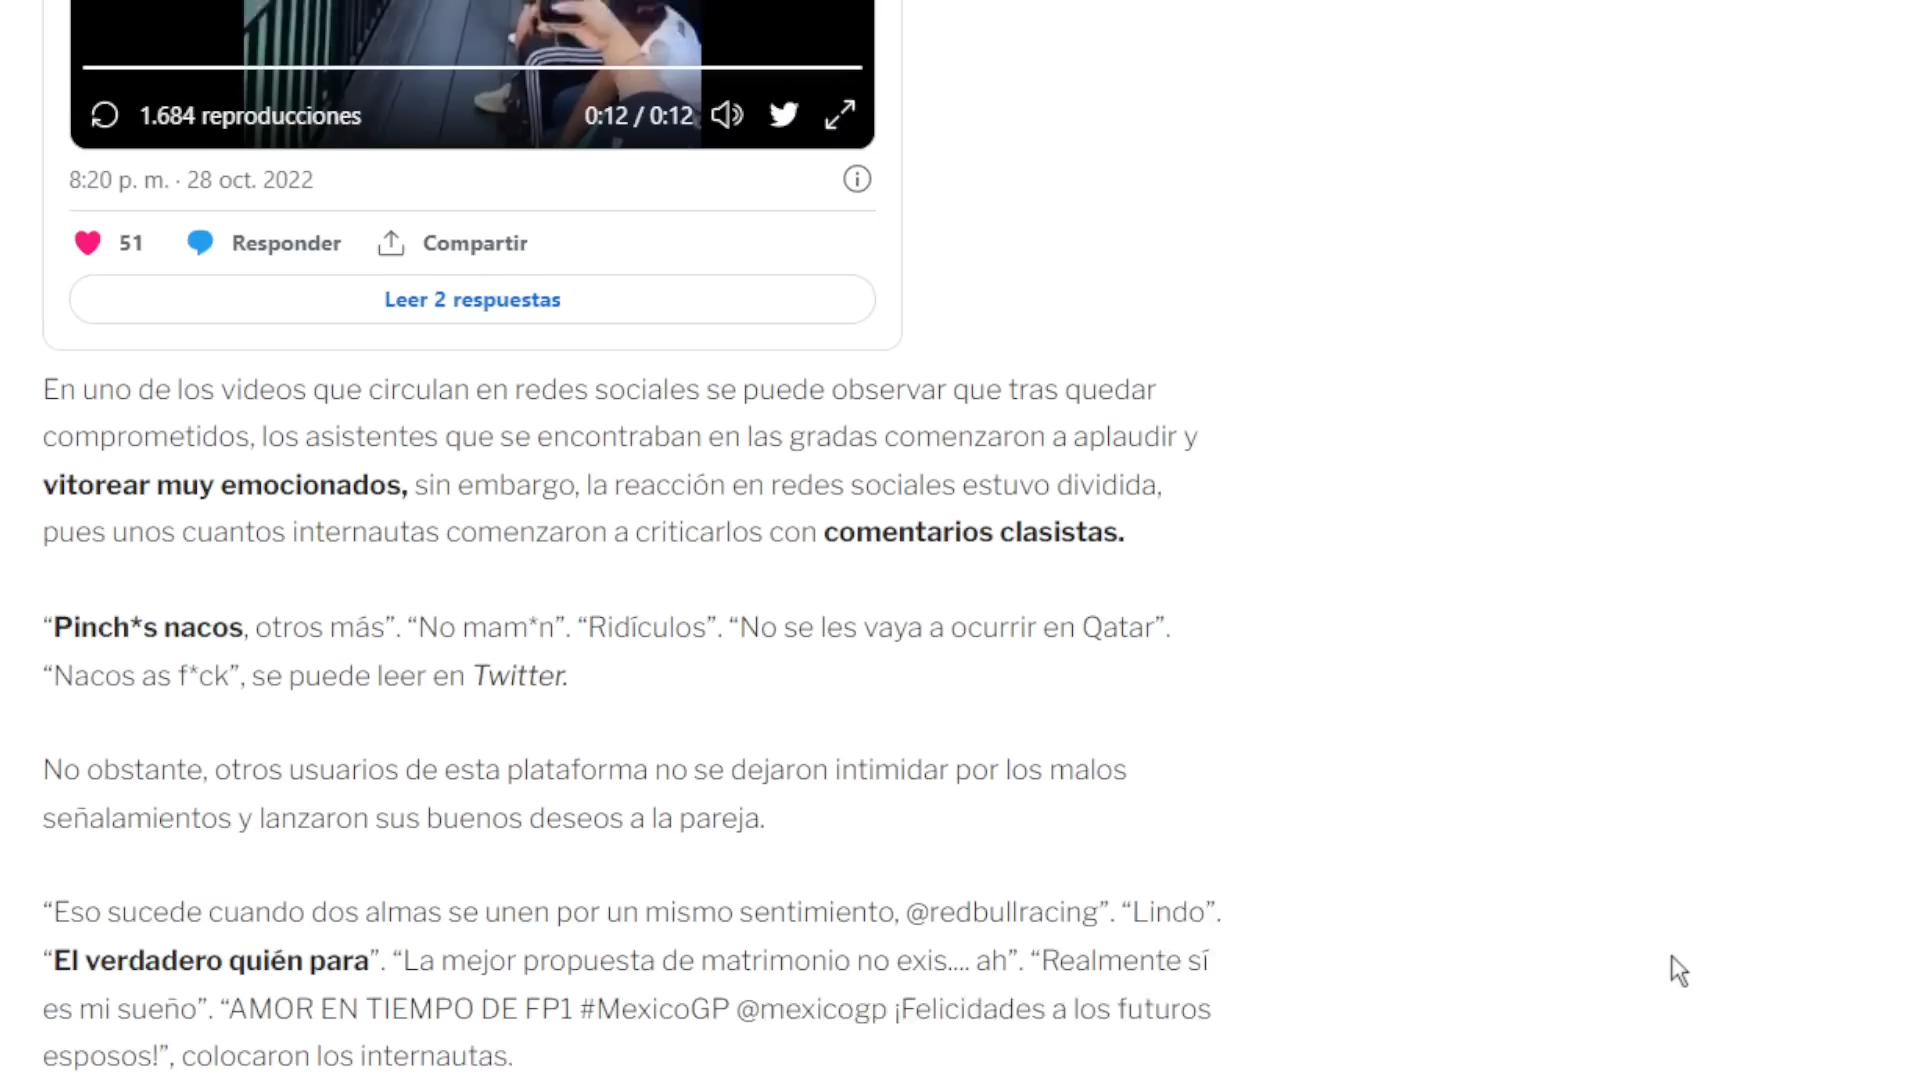 1.684 reproducciones 0:12 / 0:12
8:20 p. m. · 28 oct. 2022
51 Responder Compartir
Leer 2 respuestas
En uno de los videos que circulan en redes sociales se puede observar que tras quedar
comprometidos, los asistentes que se encontraban en las gradas comenzaron a aplaudir y
vitorear muy emocionados, sin embargo, la reacción en redes sociales estuvo dividida,
pues unos cuantos internautas comenzaron a criticarlos con comentarios clasistas.
“Pinch*s nacos, otros más”. “No mam*n”. “Ridículos”. “No se les vaya a ocurrir en Qatar”.
“Nacos as f*ck”, se puede leer en Twitter.
No obstante, otros usuarios de esta plataforma no se dejaron intimidar por los malos
señalamientos y lanzaron sus buenos deseos a la pareja.
“Eso sucede cuando dos almas se unen por un mismo sentimiento, @redbullracing”. “Lindo”.
“El verdadero quién para”. “La mejor propuesta de matrimonio no exis.... ah”. “Realmente sí
es mi sueño”. “AMOR EN TIEMPO DE FP1 #MexicoGP @mexicogp ¡Felicidades a los futuros
esposos!”, colocaron los internautas.